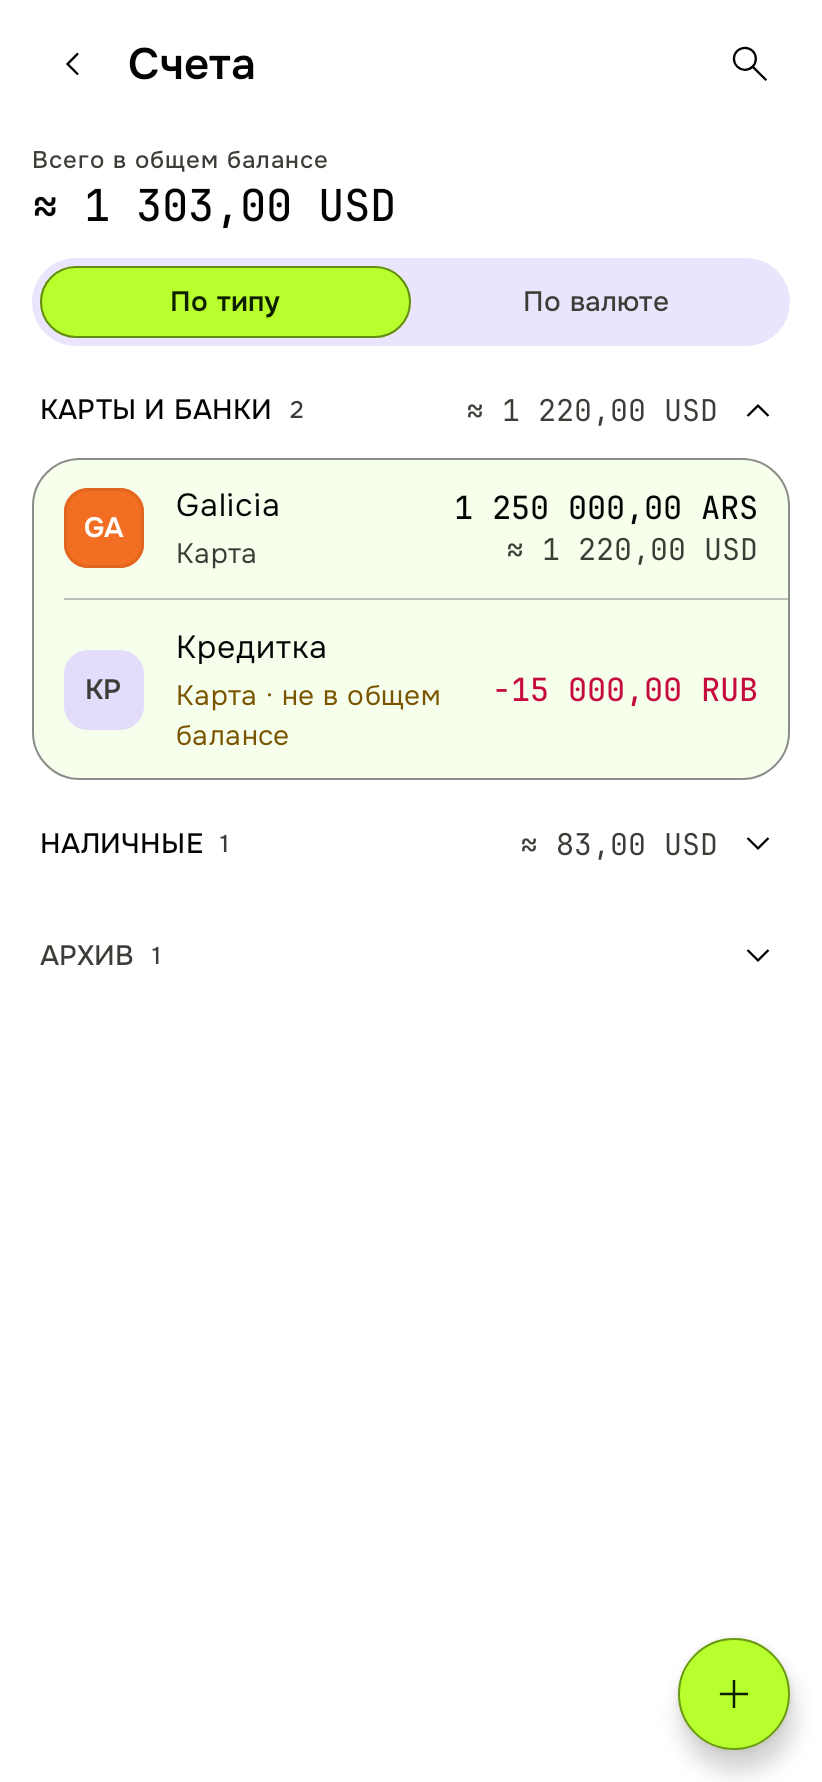 Счета
Всего в общем балансе
≈ 1 303,00 USD
По типу По валюте
КАРТЫ И БАНКИ 2 ≈ 1 220,00 USD
GA Galicia 1 250 000,00 ARS
Карта ≈ 1 220,00 USD
КР Кредитка
Карта · не в общем -15 000,00 RUB
балансе
НАЛИЧНЫЕ 1 ≈ 83,00 USD
АРХИВ 1